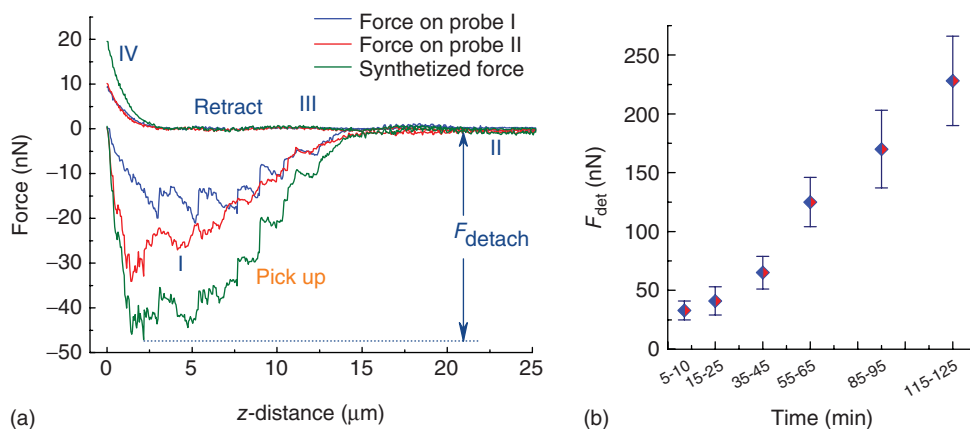 Force on probe I
Force on probe II
Synthetized force
20
10
0
−10
−20
−30
−40
−50
Force (nN)
IV
Retract
III
II
I
Pick up
Fdetach
0
5
10
15
20
25
z-distance (μm)
(a)
250
200
150
100
50
0
Fdet (nN)
5-10
15-25
35-45
55-65
85-95
115-125
Time (min)
(b)